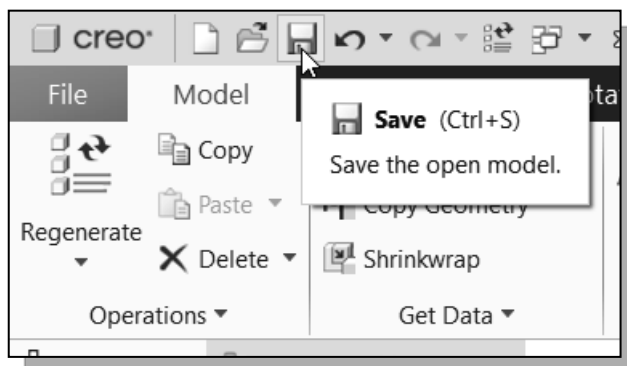 creo
File Model
Save (Ctrl+S)
Save the open model.
Copy
Paste
Copy Geometry
Regenerate
Delete
Shrinkwrap
Operations
Get Data